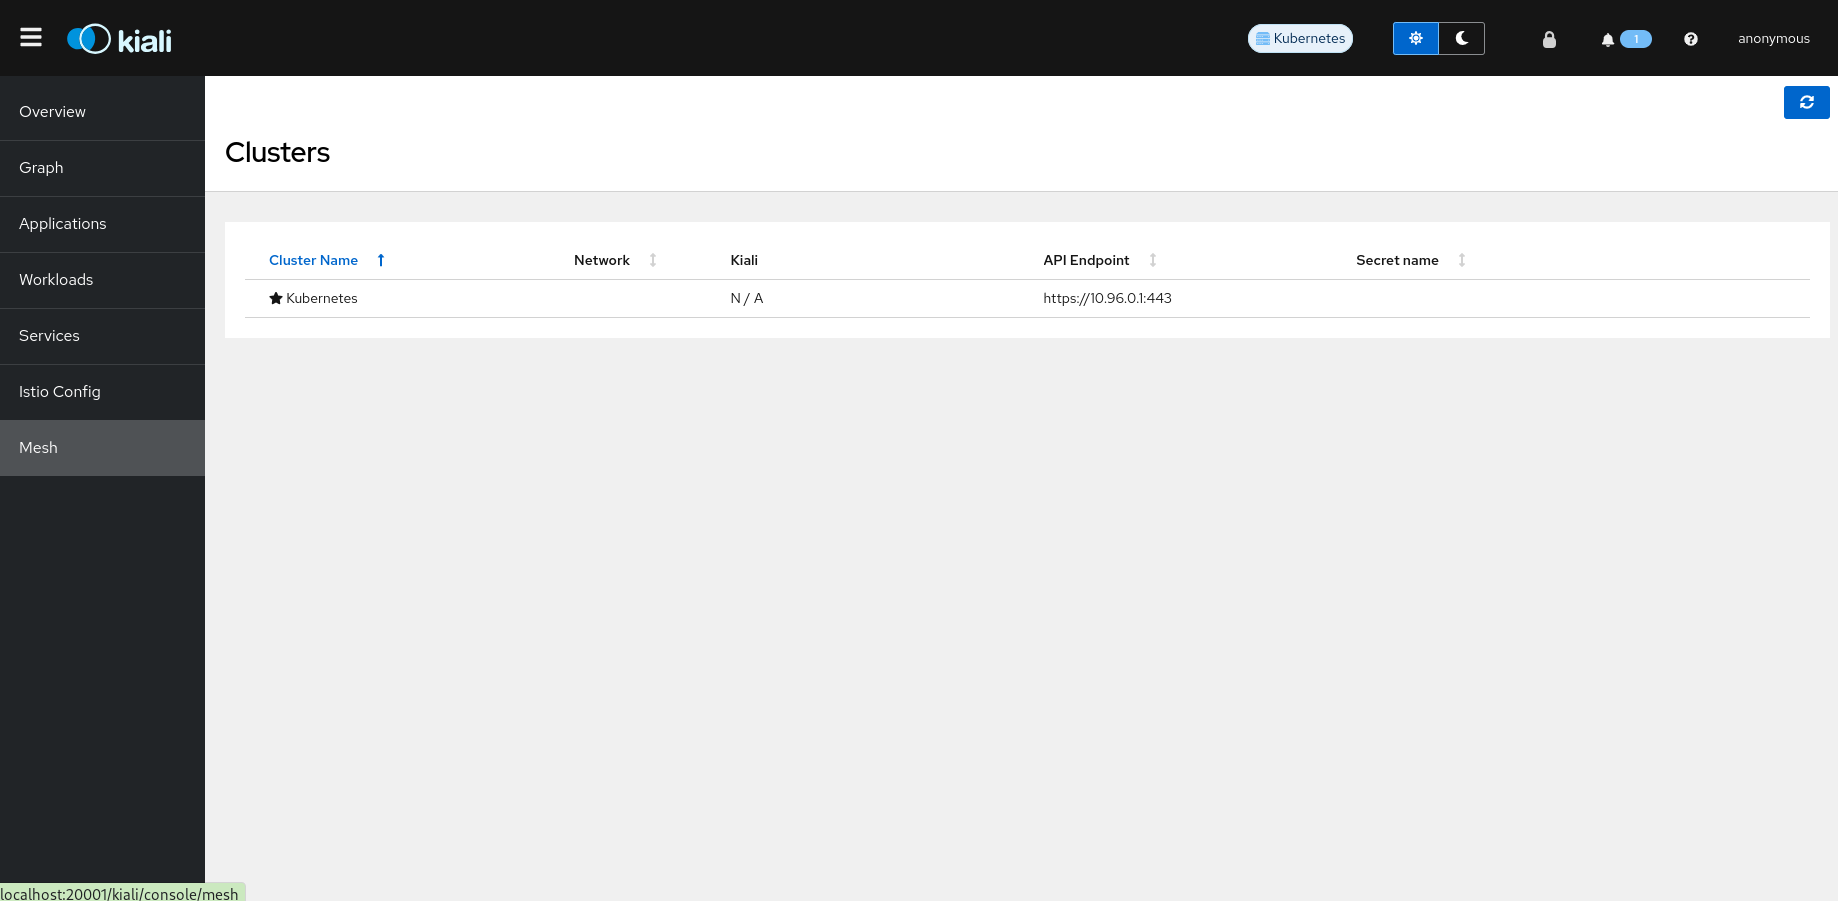 kiali
Kubernetes
1
anonymous
Overview
Graph
Applications
Workloads
Services
Istio Config
Mesh
Clusters
Cluster Name Network Kiali API Endpoint Secret name
Kubernetes N / A https://10.96.0.1:443
localhost:20001/kiali/console/mesh